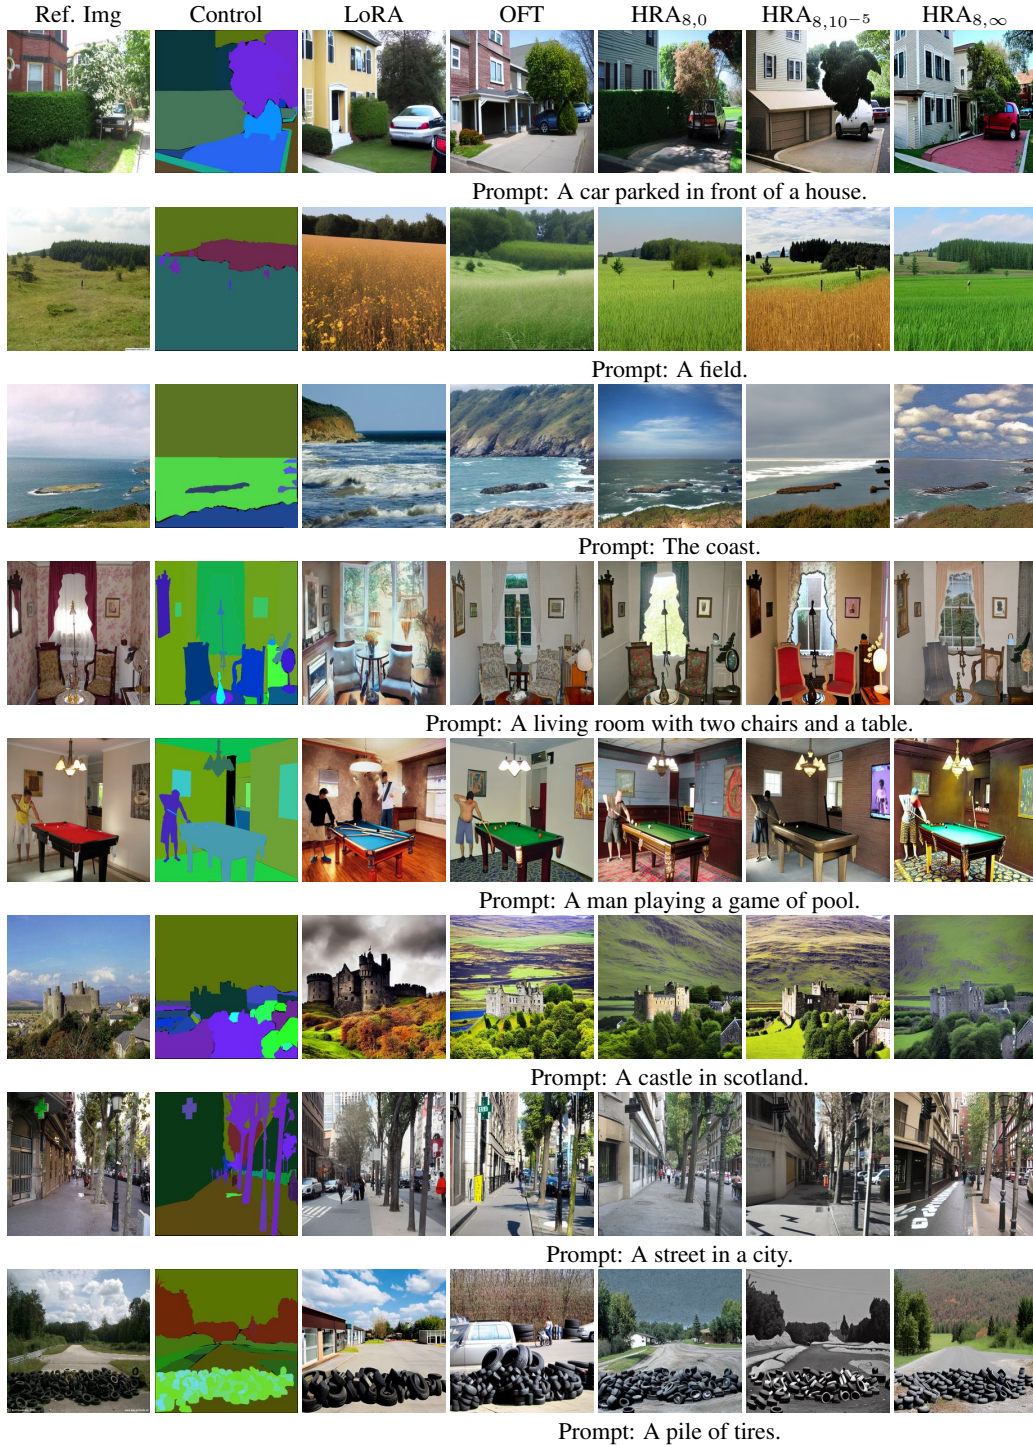 Ref. Img Control LoRA OFT HRA₈,₀ HRA₈,₁₀₋₅ HRA₈,∞
Prompt: A car parked in front of a house.
Prompt: A field.
Prompt: The coast.
Prompt: A living room with two chairs and a table.
Prompt: A man playing a game of pool.
Prompt: A castle in scotland.
Prompt: A street in a city.
Prompt: A pile of tires.